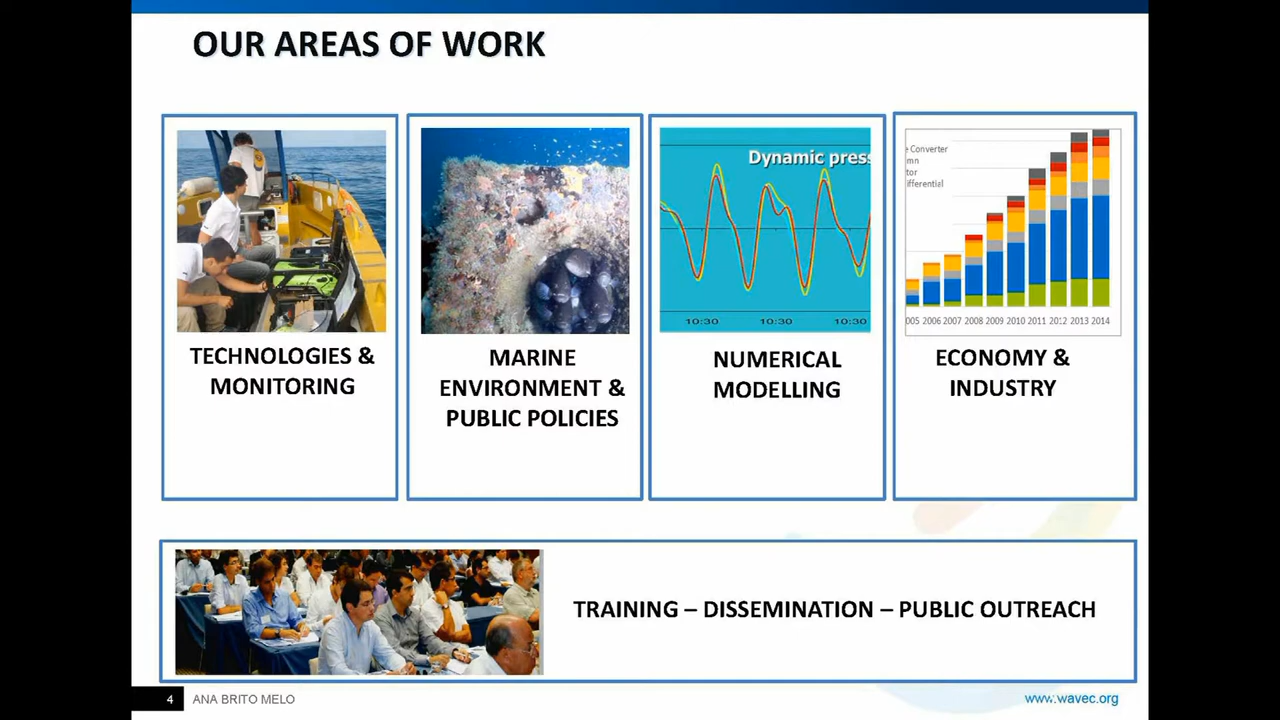 OUR AREAS OF WORK
Dynamic press
10:30 10:30 10:30
e Converter
mn
tor
ifferential
005 2006 2007 2008 2009 2010 2011 2012 2013 2014
TECHNOLOGIES &
MONITORING
MARINE
ENVIRONMENT &
PUBLIC POLICIES
NUMERICAL
MODELLING
ECONOMY &
INDUSTRY
TRAINING – DISSEMINATION – PUBLIC OUTREACH
4 ANA BRITO MELO
www.wavec.org